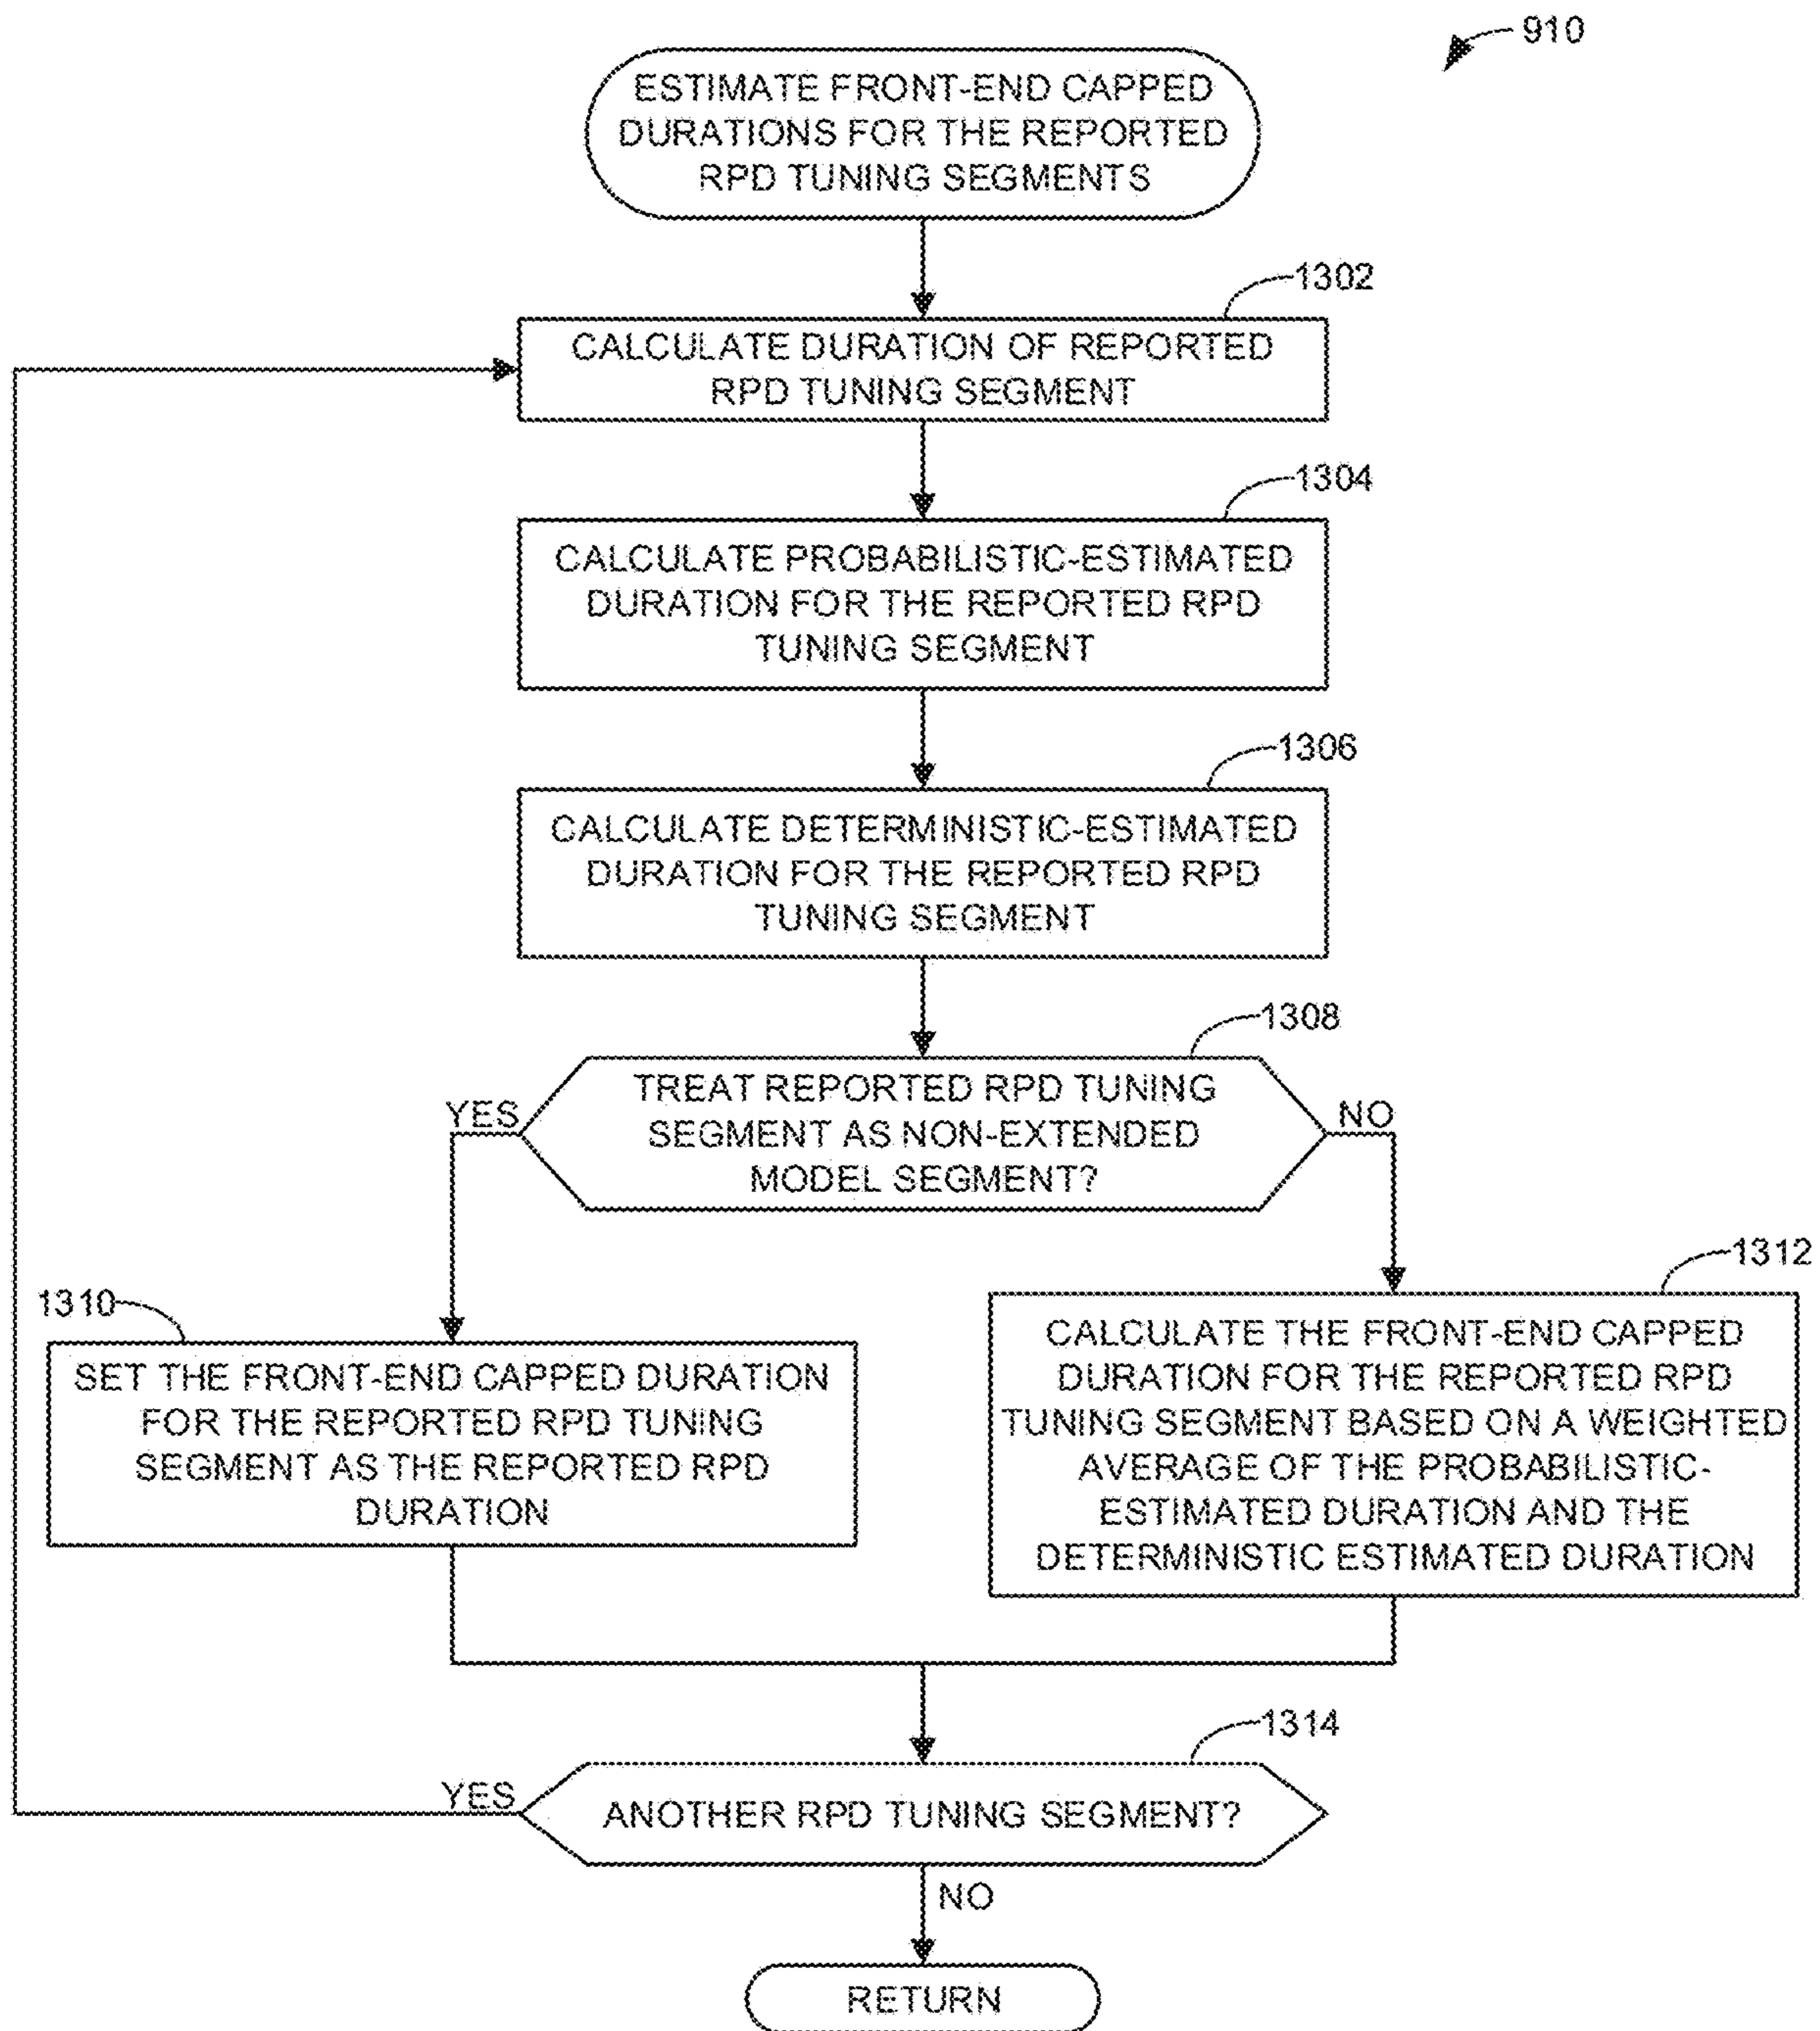 910
ESTIMATE FRONT-END CAPPED
DURATIONS FOR THE REPORTED
RPD TUNING SEGMENTS
1302
CALCULATE DURATION OF REPORTED
RPD TUNING SEGMENT
1304
CALCULATE PROBABILISTIC-ESTIMATED
DURATION FOR THE REPORTED RPD
TUNING SEGMENT
1306
CALCULATE DETERMINISTIC-ESTIMATED
DURATION FOR THE REPORTED RPD
TUNING SEGMENT
1308
TREAT REPORTED RPD TUNING
SEGMENT AS NON-EXTENDED
MODEL SEGMENT?
YES
NO
1310
SET THE FRONT-END CAPPED DURATION
FOR THE REPORTED RPD TUNING
SEGMENT AS THE REPORTED RPD
DURATION
1312
CALCULATE THE FRONT-END CAPPED
DURATION FOR THE REPORTED RPD
TUNING SEGMENT BASED ON A WEIGHTED
AVERAGE OF THE PROBABILISTIC-
ESTIMATED DURATION AND THE
DETERMINISTIC ESTIMATED DURATION
1314
ANOTHER RPD TUNING SEGMENT?
YES
NO
RETURN